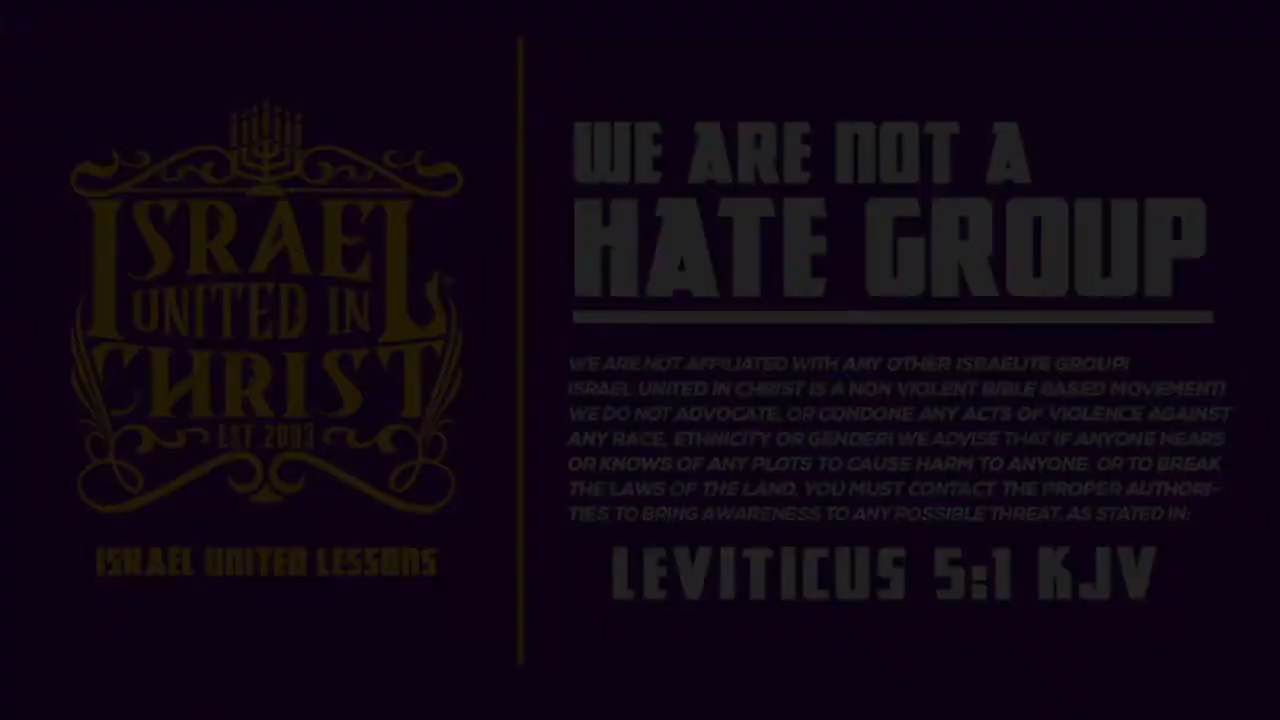 ISRAEL
UNITED IN
CHRIST
EST 2003
ISRAEL UNITED LESSONS
WE ARE NOT A
HATE GROUP
WE ARE NOT AFFILIATED WITH ANY OTHER ISRAELITE GROUP!
ISRAEL UNITED IN CHRIST IS A NON VIOLENT BIBLE BASED MOVEMENT!
WE DO NOT ADVOCATE, OR CONDONE ANY ACTS OF VIOLENCE AGAINST
ANY RACE, ETHNICITY OR GENDER! WE ADVISE THAT IF ANYONE HEARS
OR KNOWS OF ANY PLOTS TO CAUSE HARM TO ANYONE OR TO BREAK
THE LAWS OF THE LAND, YOU MUST CONTACT THE PROPER AUTHORI-
TIES TO BRING AWARENESS TO ANY POSSIBLE THREAT, AS STATED IN:
LEVITICUS 5:1 KJV